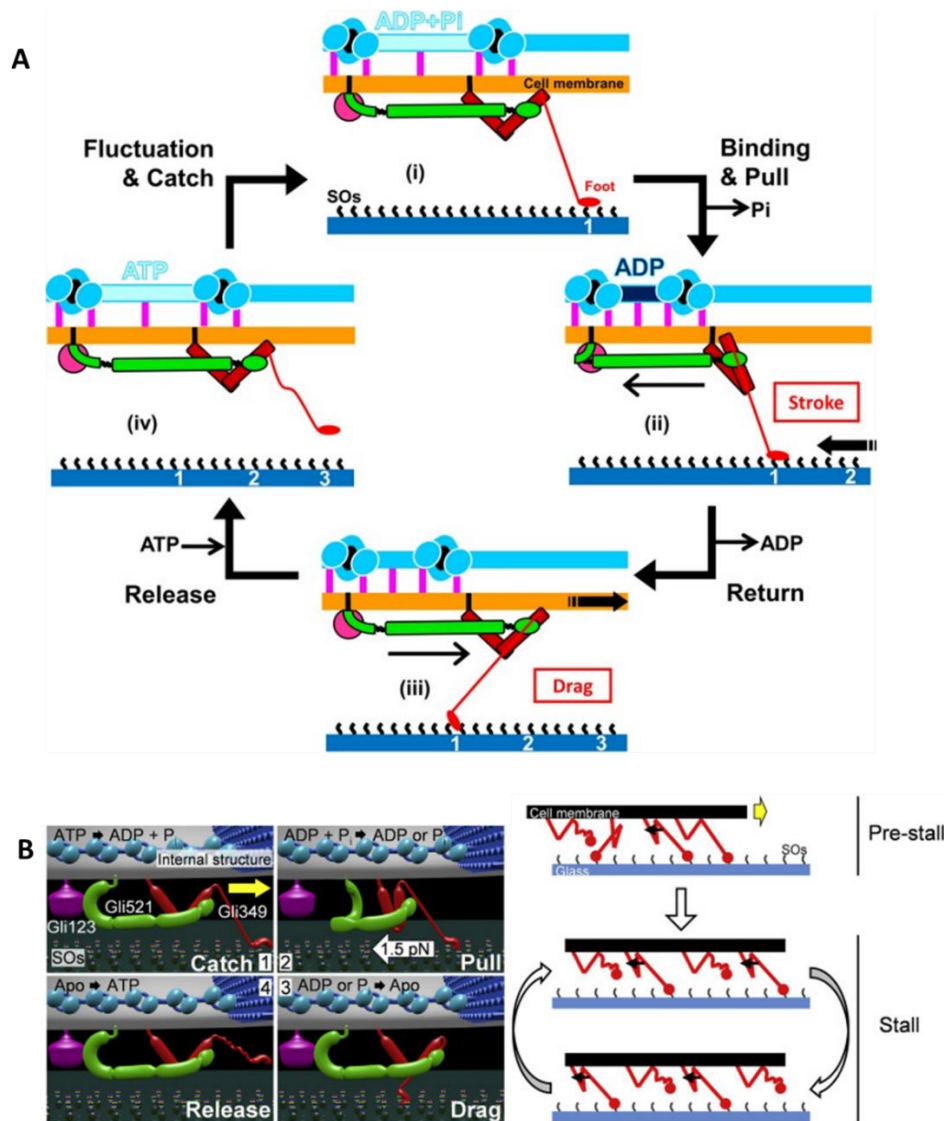 A
ADP+Pi
Cell membrane
Fluctuation
& Catch
(i)
Binding
& Pull
SOs
Foot
Pi
1
ATP
ADP
(iv)
(ii)
Stroke
1 2 3
1 2
ATP
ADP
Release
Return
(iii)
Drag
1 2 3
B
ATP ➡ ADP + P
Internal structure
Gli521
Gli349
Gli123
SOs
Catch 1
ADP + Pi ➡ ADP or P
1.5 pN
2 Pull
Apo ➡ ATP 4
Release
3 ADP or Pi ➡ Apo
Drag
Cell membrane
SOs
Glass
Pre-stall
Stall